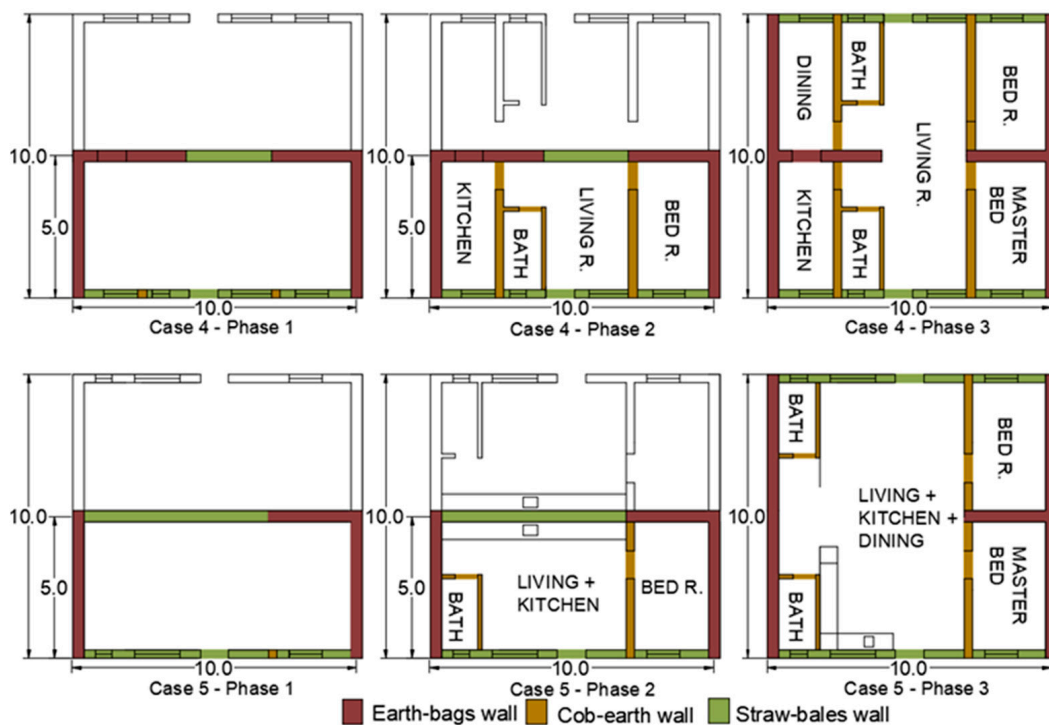 10.0
5.0
10.0
Case 4 - Phase 1
10.0
5.0
KITCHEN
BATH
LIVING R.
BED R.
10.0
Case 4 - Phase 2
10.0
DINING
BATH
LIVING R.
BED R.
KITCHEN
BATH
MASTER
BED
10.0
Case 4 - Phase 3
10.0
5.0
10.0
Case 5 - Phase 1
10.0
5.0
BATH
LIVING +
KITCHEN
BED R.
10.0
Case 5 - Phase 2
BATH
BED R.
LIVING +
KITCHEN +
DINING
BATH
MASTER
BED
10.0
10.0
Case 5 - Phase 3
Earth-bags wall
Cob-earth wall
Straw-bales wall